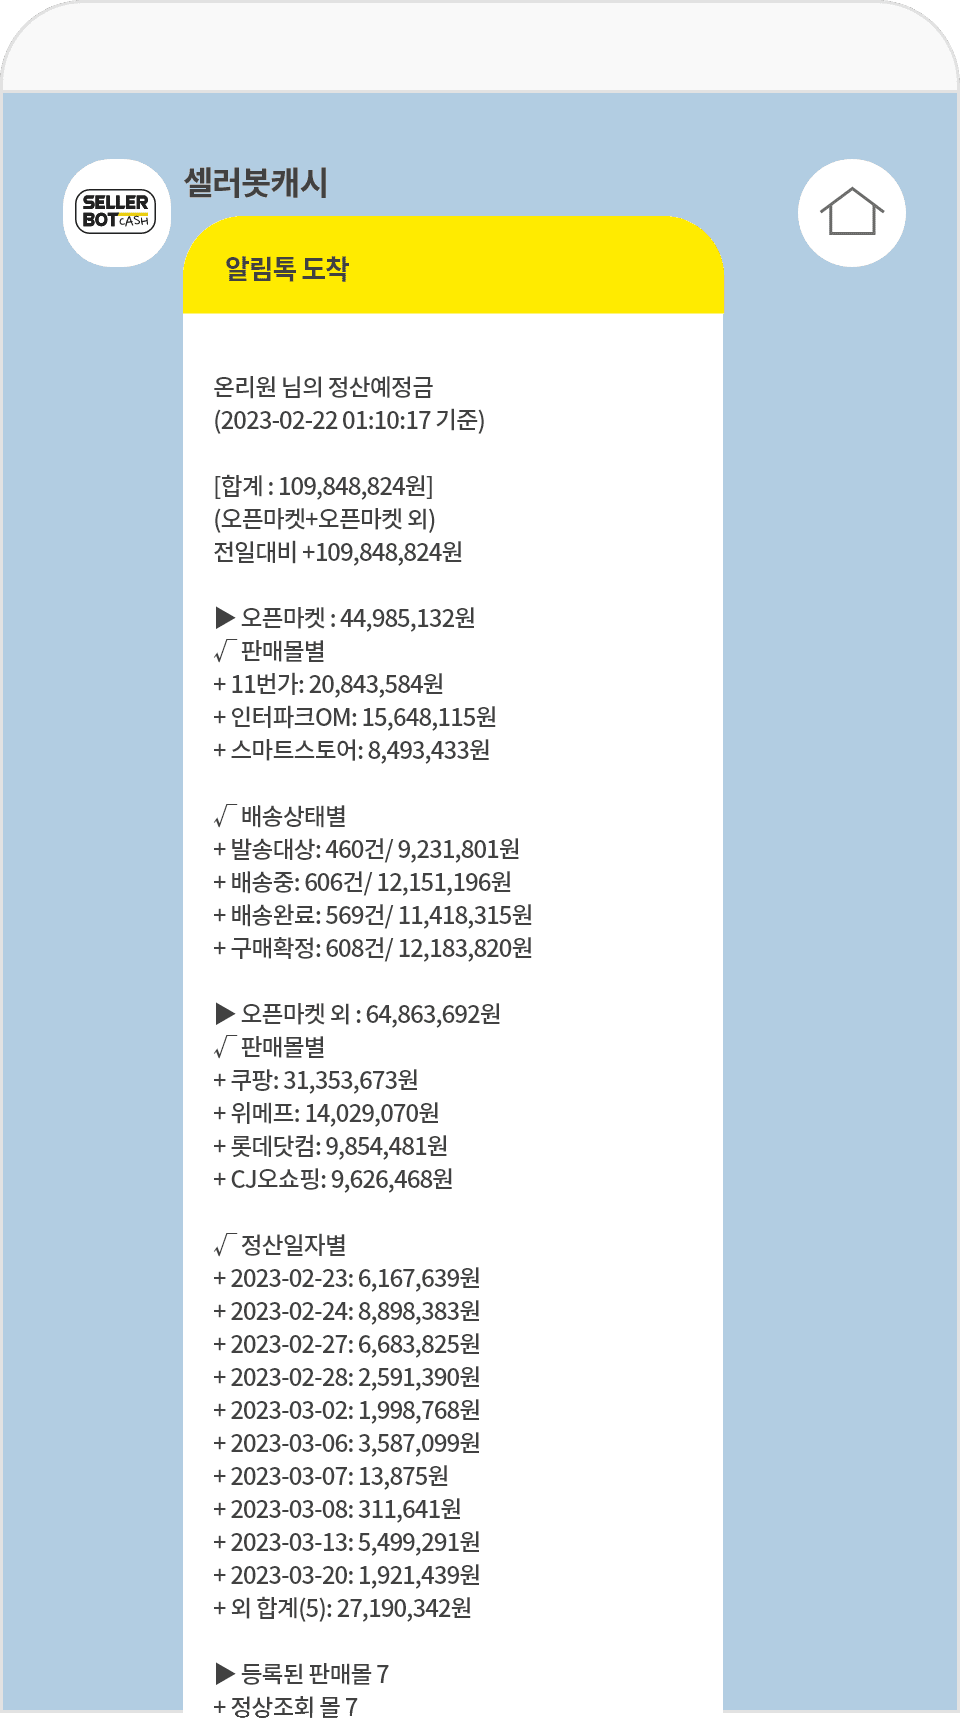 SELLER
BOT CASH
셀러봇캐시
알림톡 도착
온리원 님의 정산예정금
(2023-02-22 01:10:17 기준)
[합계 : 109,848,824원]
(오픈마켓+오픈마켓 외)
전일대비 +109,848,824원
▶ 오픈마켓 : 44,985,132원
√ 판매몰별
+ 11번가: 20,843,584원
+ 인터파크OM: 15,648,115원
+ 스마트스토어: 8,493,433원
√ 배송상태별
+ 발송대상: 460건/ 9,231,801원
+ 배송중: 606건/ 12,151,196원
+ 배송완료: 569건/ 11,418,315원
+ 구매확정: 608건/ 12,183,820원
▶ 오픈마켓 외 : 64,863,692원
√ 판매몰별
+ 쿠팡: 31,353,673원
+ 위메프: 14,029,070원
+ 롯데닷컴: 9,854,481원
+ CJ오쇼핑: 9,626,468원
√ 정산일자별
+ 2023-02-23: 6,167,639원
+ 2023-02-24: 8,898,383원
+ 2023-02-27: 6,683,825원
+ 2023-02-28: 2,591,390원
+ 2023-03-02: 1,998,768원
+ 2023-03-06: 3,587,099원
+ 2023-03-07: 13,875원
+ 2023-03-08: 311,641원
+ 2023-03-13: 5,499,291원
+ 2023-03-20: 1,921,439원
+ 외 합계(5): 27,190,342원
▶ 등록된 판매몰 7
+ 정상조회 몰 7